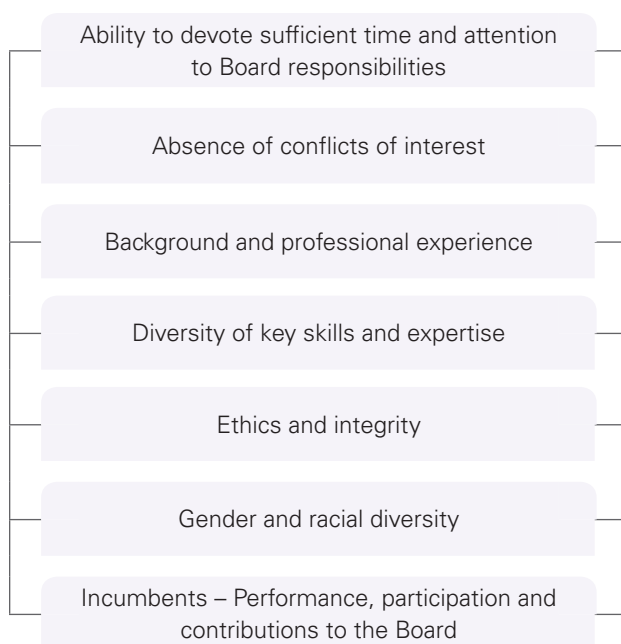 Ability to devote sufficient time and attention
to Board responsibilities
Absence of conflicts of interest
Background and professional experience
Diversity of key skills and expertise
Ethics and integrity
Gender and racial diversity
Incumbents – Performance, participation and
contributions to the Board